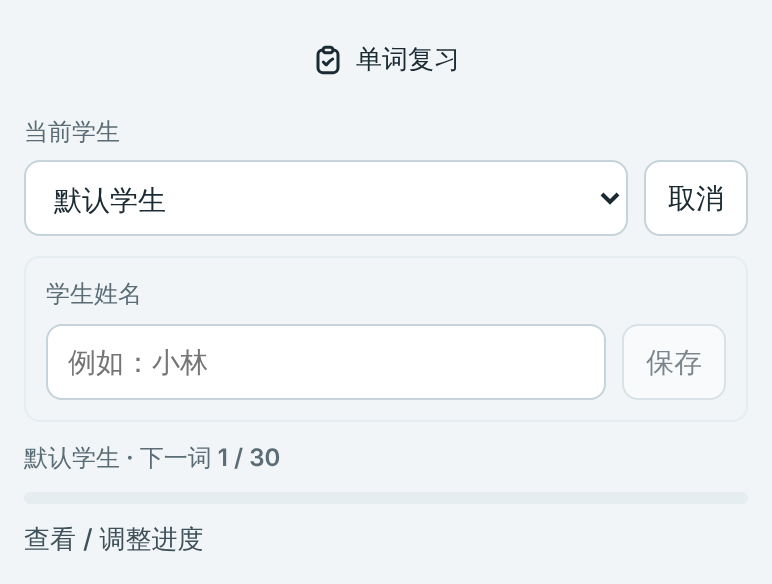 单词复习
当前学生
默认学生
取消
学生姓名
例如：小林
保存
默认学生 · 下一词 1 / 30
查看 / 调整进度